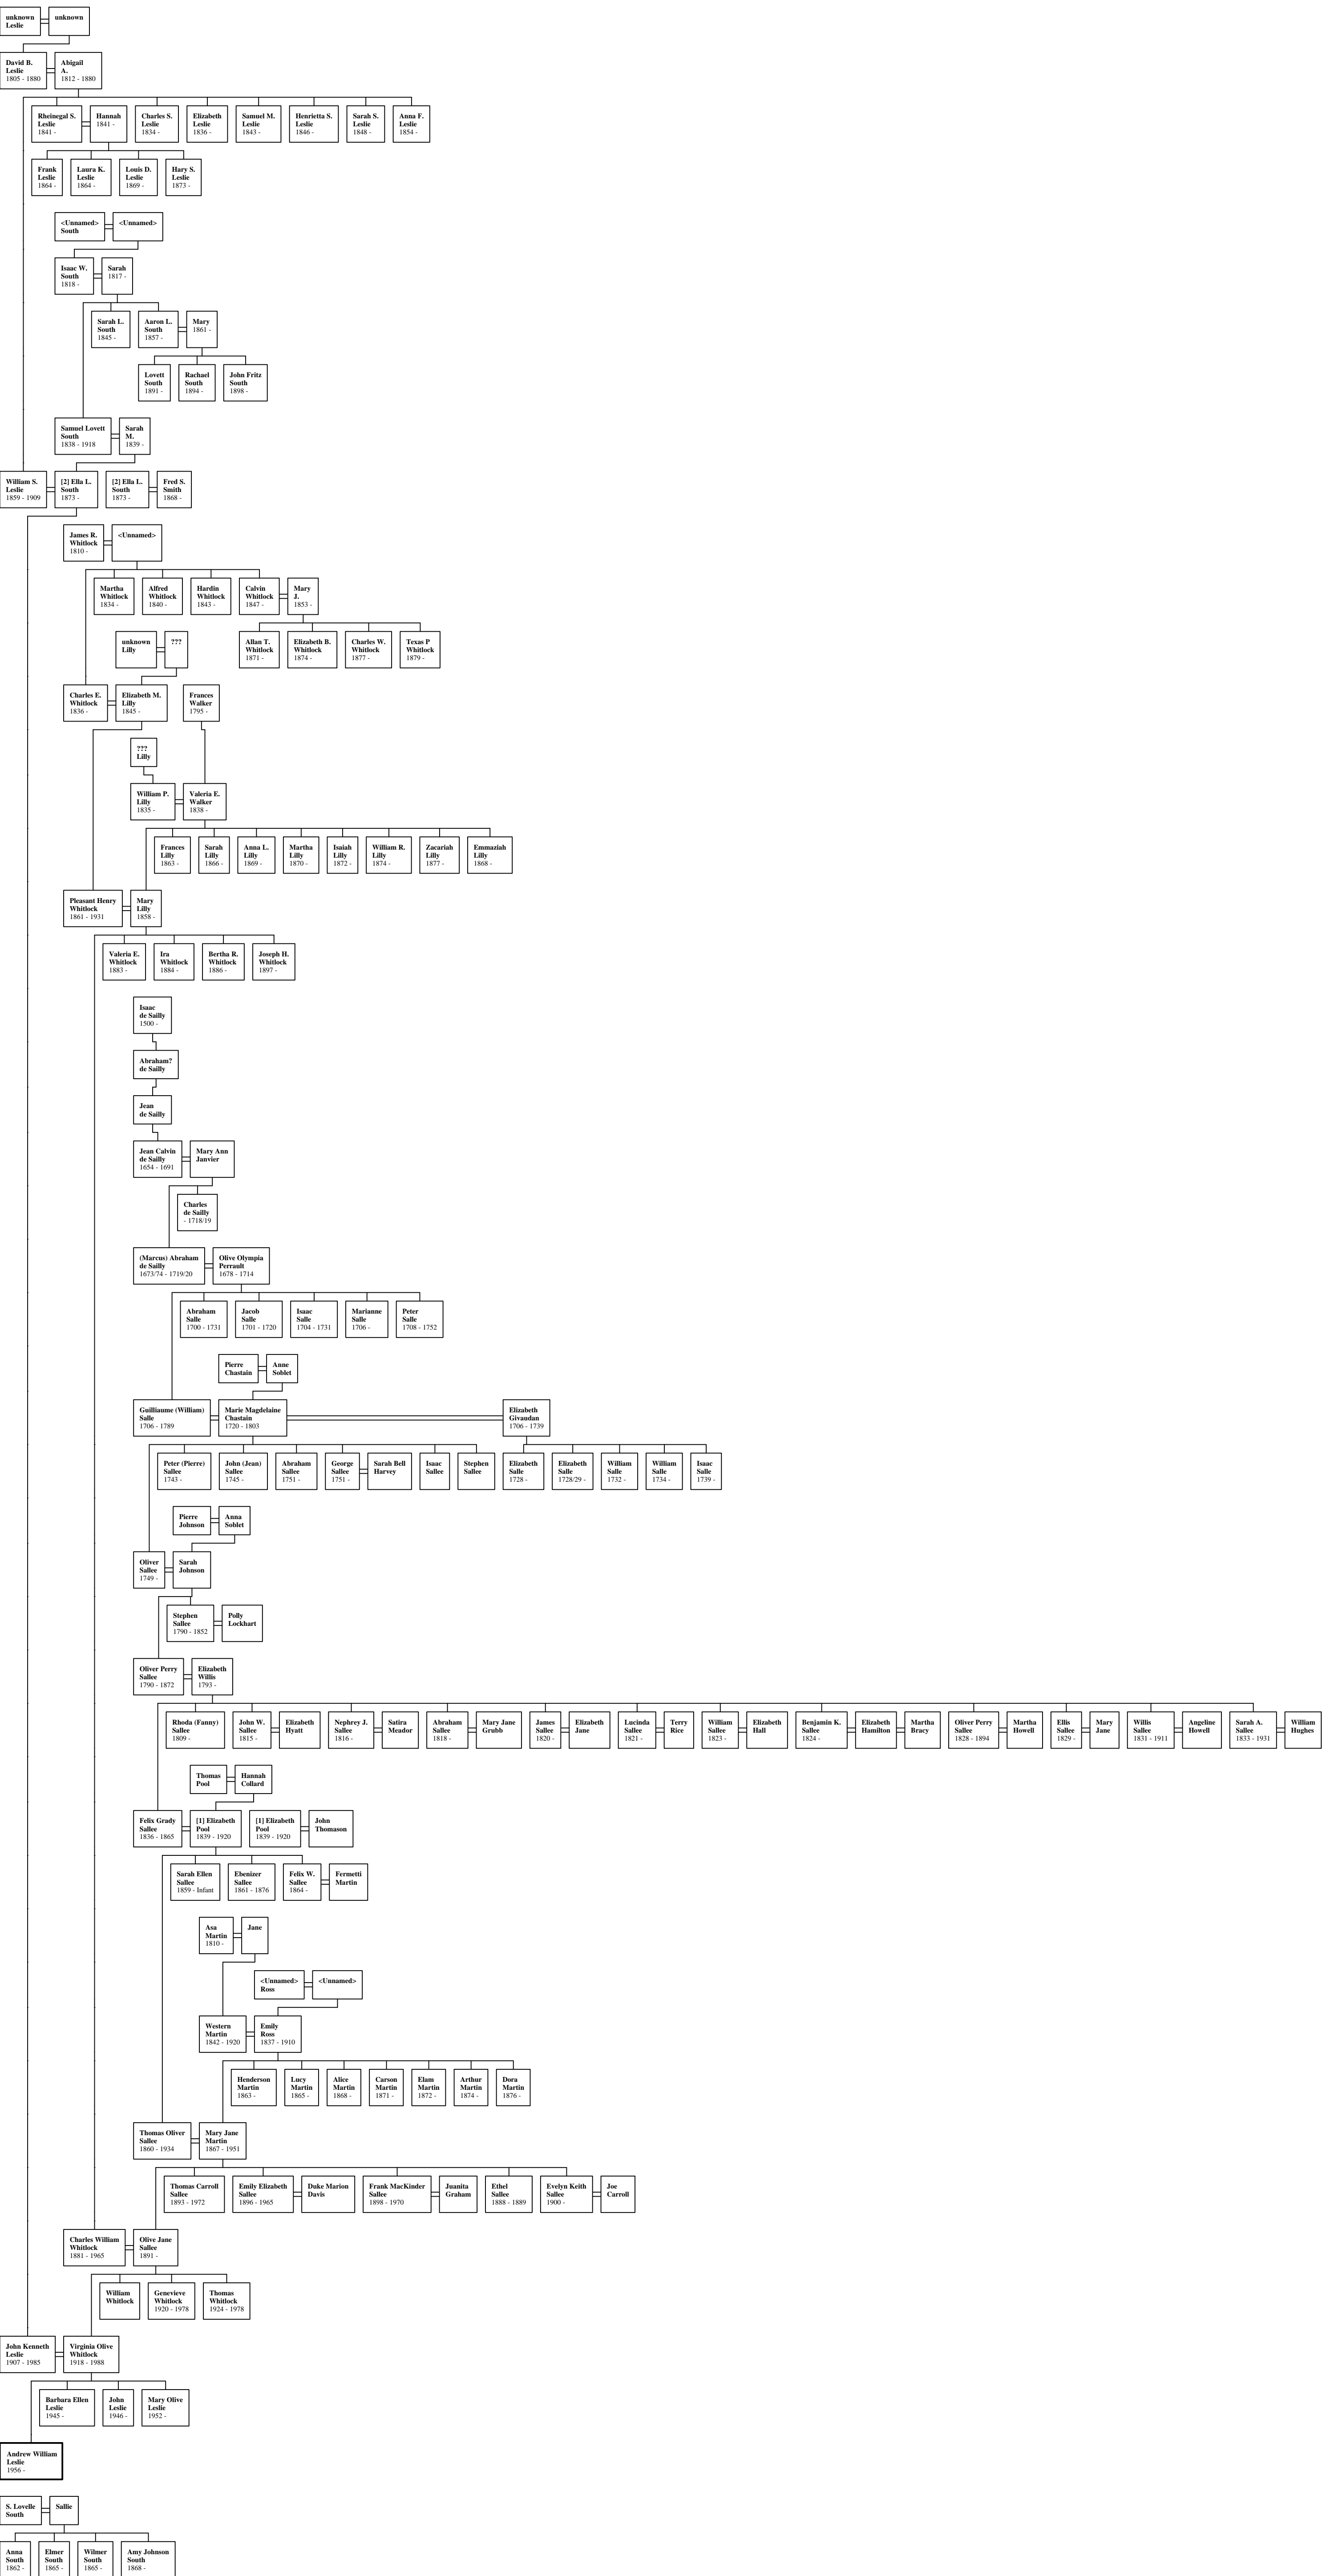 unknown
Leslie
unknown
David B.
Leslie
1805 - 1880
Abigail
A.
1812 - 1880
Rheinegal S.
Leslie
1841 -
Hannah
1841 -
Charles S.
Leslie
1834 -
Elizabeth
Leslie
1836 -
Samuel M.
Leslie
1843 -
Henrietta S.
Leslie
1846 -
Sarah S.
Leslie
1848 -
Anna F.
Leslie
1854 -
Frank
Leslie
1864 -
Laura K.
Leslie
1864 -
Louis D.
Leslie
1869 -
Hary S.
Leslie
1873 -
<Unnamed>
South
<Unnamed>
Isaac W.
South
1818 -
Sarah
1817 -
Sarah L.
South
1845 -
Aaron L.
South
1857 -
Mary
1861 -
Lovett
South
1891 -
Rachael
South
1894 -
John Fritz
South
1898 -
Samuel Lovett
South
1838 - 1918
Sarah
M.
1839 -
William S.
Leslie
1859 - 1909
[2] Ella L.
South
1873 -
[2] Ella L.
South
1873 -
Fred S.
Smith
1868 -
James R.
Whitlock
1810 -
<Unnamed>
Martha
Whitlock
1834 -
Alfred
Whitlock
1840 -
Hardin
Whitlock
1843 -
Calvin
Whitlock
1847 -
Mary
J.
1853 -
unknown
Lilly
???
Allan T.
Whitlock
1871 -
Elizabeth B.
Whitlock
1874 -
Charles W.
Whitlock
1877 -
Texas P
Whitlock
1879 -
Charles E.
Whitlock
1836 -
Elizabeth M.
Lilly
1845 -
Frances
Walker
1795 -
???
Lilly
William P.
Lilly
1835 -
Valeria E.
Walker
1838 -
Frances
Lilly
1863 -
Sarah
Lilly
1866 -
Anna L.
Lilly
1869 -
Martha
Lilly
1870 -
Isaiah
Lilly
1872 -
William R.
Lilly
1874 -
Zacariah
Lilly
1877 -
Emmaziah
Lilly
1868 -
Pleasant Henry
Whitlock
1861 - 1931
Mary
Lilly
1858 -
Valeria E.
Whitlock
1883 -
Ira
Whitlock
1884 -
Bertha R.
Whitlock
1886 -
Joseph H.
Whitlock
1897 -
Isaac
de Sailly
1500 -
Abraham?
de Sailly
Jean
de Sailly
Jean Calvin
de Sailly
1654 - 1691
Mary Ann
Janvier
Charles
de Sailly
- 1718/19
(Marcus) Abraham
de Sailly
1673/74 - 1719/20
Olive Olympia
Perrault
1678 - 1714
Abraham
Salle
1700 - 1731
Jacob
Salle
1701 - 1720
Isaac
Salle
1704 - 1731
Marianne
Salle
1706 -
Peter
Salle
1708 - 1752
Pierre
Chastain
Anne
Soblet
Guilliaume (William)
Salle
1706 - 1789
Marie Magdelaine
Chastain
1720 - 1803
Elizabeth
Givaudan
1706 - 1739
Peter (Pierre)
Sallee
1743 -
John (Jean)
Sallee
1745 -
Abraham
Sallee
1751 -
George
Sallee
1751 -
Sarah Bell
Harvey
Isaac
Sallee
Stephen
Sallee
Elizabeth
Salle
1728 -
Elizabeth
Salle
1728/29 -
William
Salle
1732 -
William
Salle
1734 -
Isaac
Salle
1739 -
Pierre
Johnson
Anna
Soblet
Oliver
Sallee
1749 -
Sarah
Johnson
Stephen
Sallee
1790 - 1852
Polly
Lockhart
Oliver Perry
Sallee
1790 - 1872
Elizabeth
Willis
1793 -
Rhoda (Fanny)
Sallee
1809 -
John W.
Sallee
1815 -
Elizabeth
Hyatt
Nephrey J.
Sallee
1816 -
Satira
Meador
Abraham
Sallee
1818 -
Mary Jane
Grubb
James
Sallee
1820 -
Elizabeth
Jane
Lucinda
Sallee
1821 -
Terry
Rice
William
Sallee
1823 -
Elizabeth
Hall
Benjamin K.
Sallee
1824 -
Elizabeth
Hamilton
Martha
Bracy
Oliver Perry
Sallee
1828 - 1894
Martha
Howell
Ellis
Sallee
1829 -
Mary
Jane
Willis
Sallee
1831 - 1911
Angeline
Howell
Sarah A.
Sallee
1833 - 1931
William
Hughes
Thomas
Pool
Hannah
Collard
Felix Grady
Sallee
1836 - 1865
[1] Elizabeth
Pool
1839 - 1920
[1] Elizabeth
Pool
1839 - 1920
John
Thomason
Sarah Ellen
Sallee
1859 - Infant
Ebenizer
Sallee
1861 - 1876
Felix W.
Sallee
1864 -
Fermetti
Martin
Asa
Martin
1810 -
Jane
<Unnamed>
Ross
<Unnamed>
Western
Martin
1842 - 1920
Emily
Ross
1837 - 1910
Henderson
Martin
1863 -
Lucy
Martin
1865 -
Alice
Martin
1868 -
Carson
Martin
1871 -
Elam
Martin
1872 -
Arthur
Martin
1874 -
Dora
Martin
1876 -
Thomas Oliver
Sallee
1860 - 1934
Mary Jane
Martin
1867 - 1951
Thomas Carroll
Sallee
1893 - 1972
Emily Elizabeth
Sallee
1896 - 1965
Duke Marion
Davis
Frank MacKinder
Sallee
1898 - 1970
Juanita
Graham
Ethel
Sallee
1888 - 1889
Evelyn Keith
Sallee
1900 -
Joe
Carroll
Charles William
Whitlock
1881 - 1965
Olive Jane
Sallee
1891 -
William
Whitlock
Genevieve
Whitlock
1920 - 1978
Thomas
Whitlock
1924 - 1978
John Kenneth
Leslie
1907 - 1985
Virginia Olive
Whitlock
1918 - 1988
Barbara Ellen
Leslie
1945 -
John
Leslie
1946 -
Mary Olive
Leslie
1952 -
Andrew William
Leslie
1956 -
S. Lovelle
South
Sallie
Anna
South
1862 -
Elmer
South
1865 -
Wilmer
South
1865 -
Amy Johnson
South
1868 -